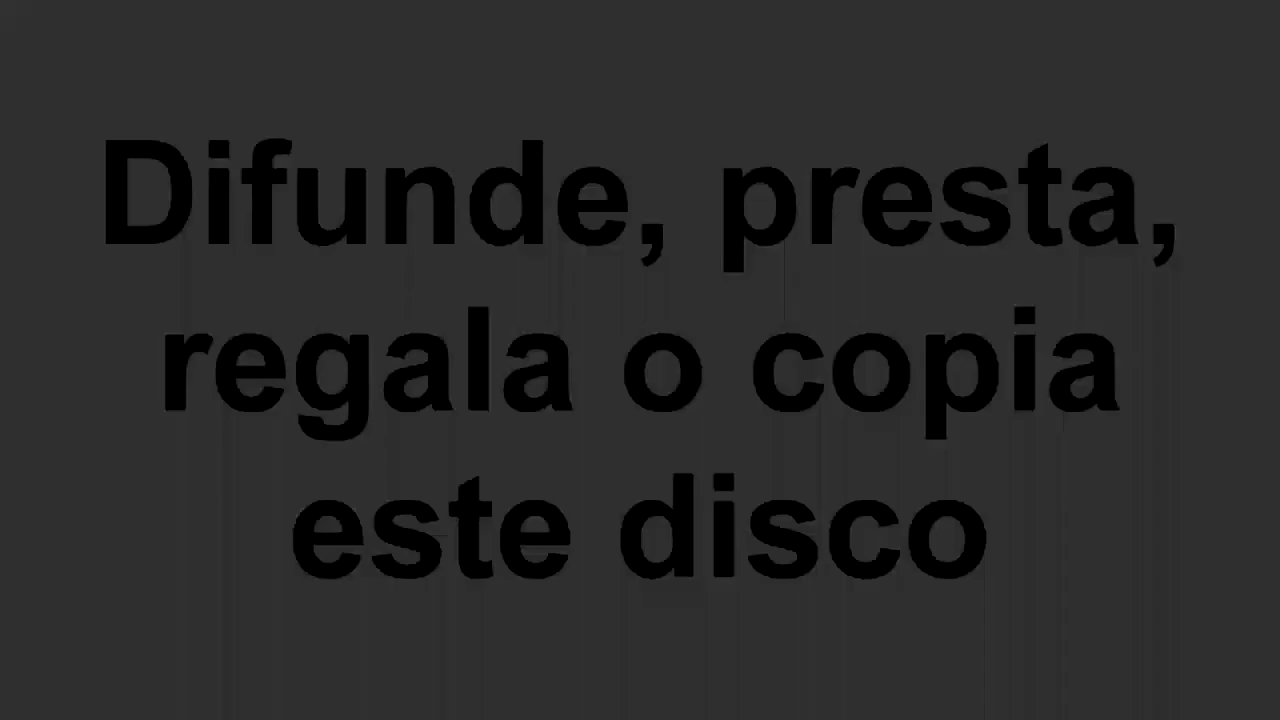 Difunde, presta,
regala o copia
este disco